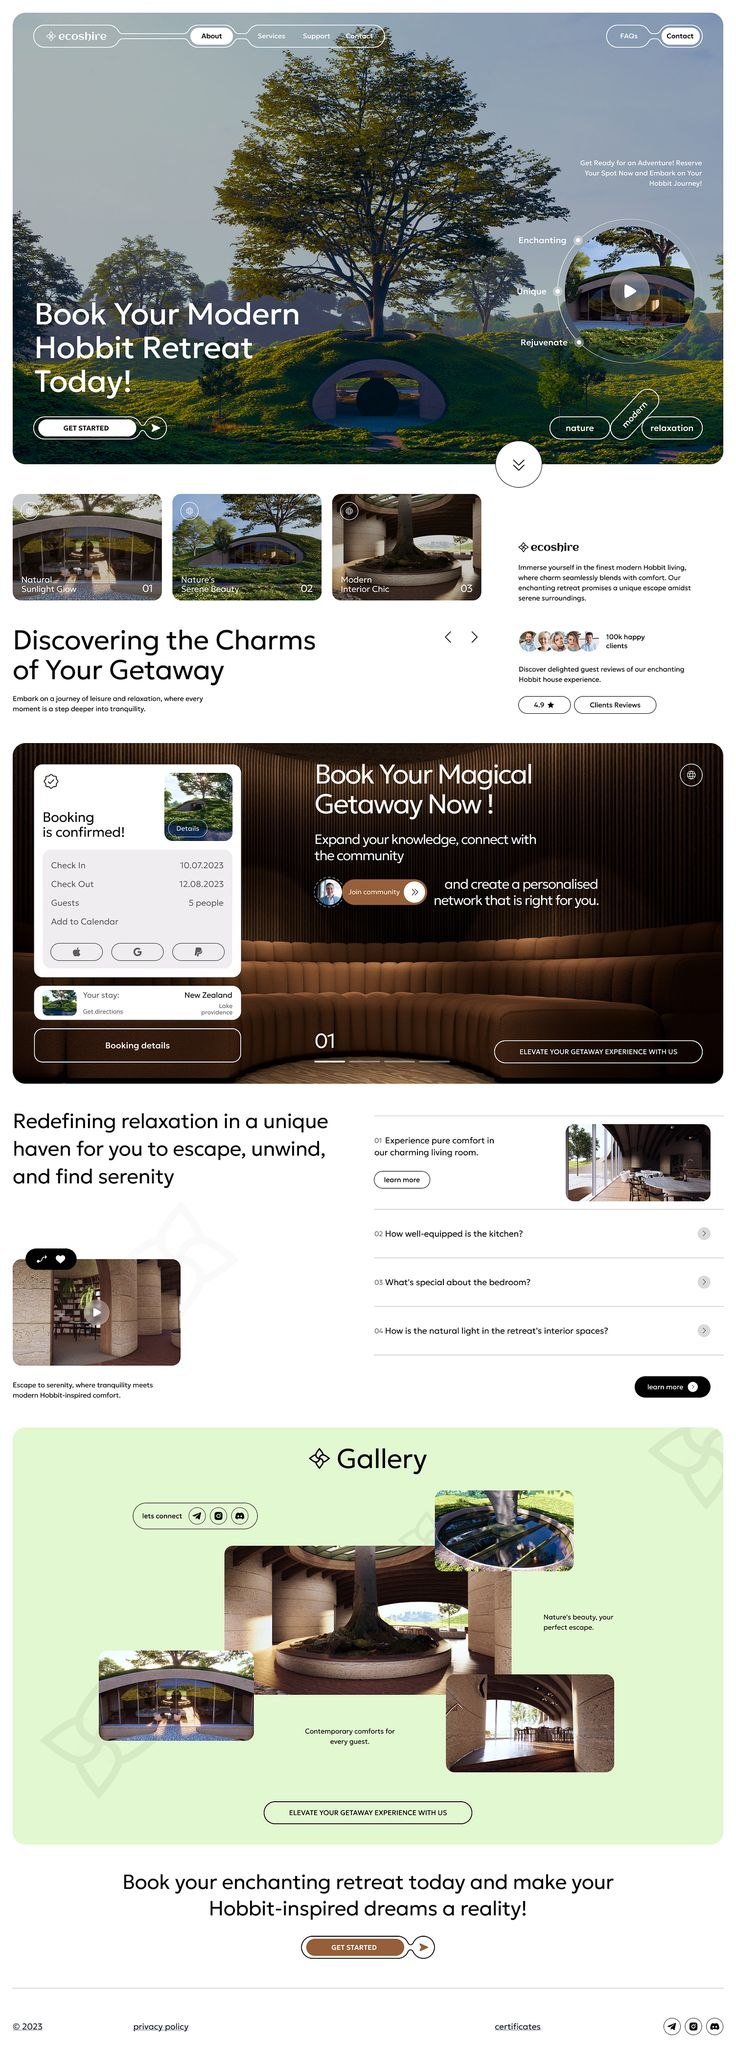 ecoshire
About
Services
Support
Contact
FAQs
Contact
Get Ready for an Adventure! Reserve
Your Spot Now and Embark on Your
Hobbit Journey!
Enchanting
Unique
Rejuvenate
Book Your Modern
Hobbit Retreat
Today!
GET STARTED
nature
modern
relaxation
Natural
Sunlight Glow
01
Nature's
Serene Beauty
02
Modern
Interior Chic
03
ecoshire
Immerse yourself in the finest modern Hobbit living,
where charm seamlessly blends with comfort. Our
enchanting retreat promises a unique escape amidst
serene surroundings.
Discovering the Charms
of Your Getaway
100k happy
clients
Discover delighted guest reviews of our enchanting
Hobbit house experience.
Embark on a journey of leisure and relaxation, where every
moment is a step deeper into tranquility.
4.9 ★
Clients Reviews
Booking
is confirmed!
Details
Check In
10.07.2023
Check Out
12.08.2023
Guests
5 people
Add to Calendar
G
Your stay:
New Zealand
Get directions
Lake
providence
Booking details
Book Your Magical
Getaway Now !
Expand your knowledge, connect with
the community
Join community
and create a personalised
network that is right for you.
01
ELEVATE YOUR GETAWAY EXPERIENCE WITH US
Redefining relaxation in a unique
haven for you to escape, unwind,
and find serenity
01 Experience pure comfort in
our charming living room.
learn more
02 How well-equipped is the kitchen?
03 What's special about the bedroom?
04 How is the natural light in the retreat's interior spaces?
Escape to serenity, where tranquility meets
modern Hobbit-inspired comfort.
learn more
Gallery
lets connect
Nature's beauty, your
perfect escape.
Contemporary comforts for
every guest.
ELEVATE YOUR GETAWAY EXPERIENCE WITH US
Book your enchanting retreat today and make your
Hobbit-inspired dreams a reality!
GET STARTED
© 2023
privacy policy
certificates